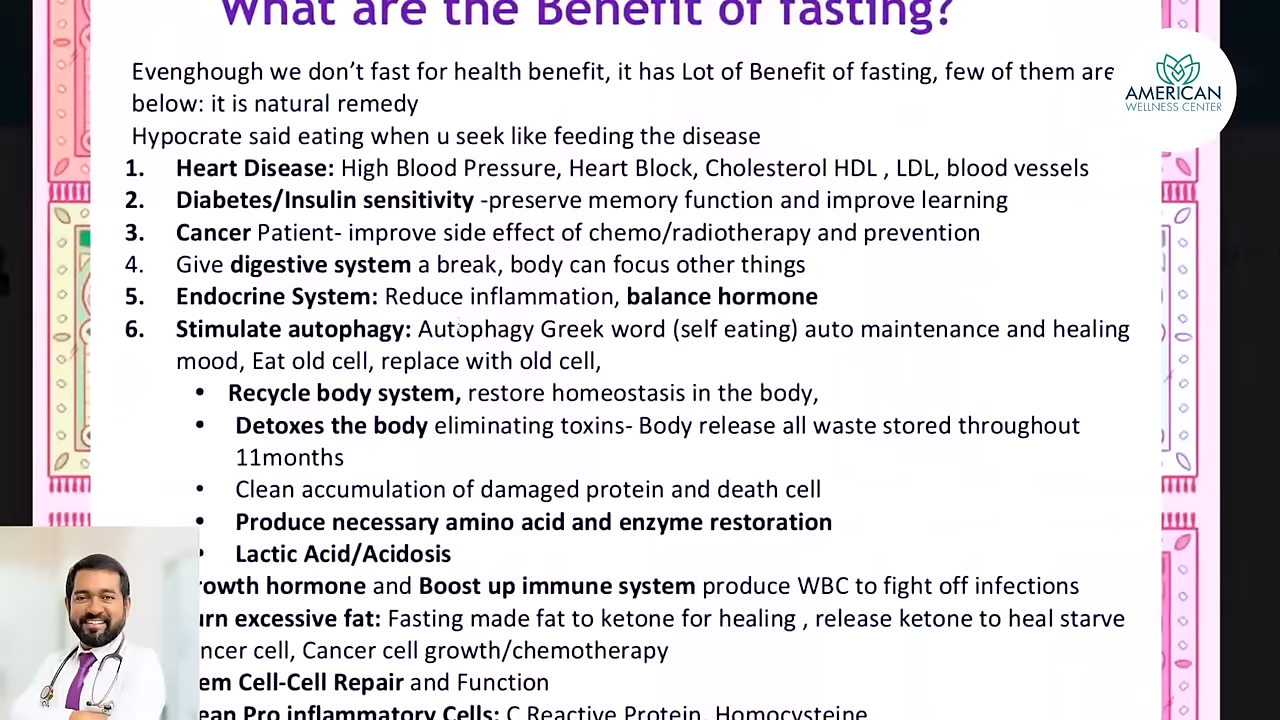 What are the Benefit of fasting?
Evenghough we don't fast for health benefit, it has Lot of Benefit of fasting, few of them are
below: it is natural remedy
Hypocrate said eating when u seek like feeding the disease
1. Heart Disease: High Blood Pressure, Heart Block, Cholesterol HDL , LDL, blood vessels
2. Diabetes/Insulin sensitivity -preserve memory function and improve learning
3. Cancer Patient- improve side effect of chemo/radiotherapy and prevention
4. Give digestive system a break, body can focus other things
5. Endocrine System: Reduce inflammation, balance hormone
6. Stimulate autophagy: Autophagy Greek word (self eating) auto maintenance and healing
mood, Eat old cell, replace with old cell,
• Recycle body system, restore homeostasis in the body,
• Detoxes the body eliminating toxins- Body release all waste stored throughout
11months
• Clean accumulation of damaged protein and death cell
• Produce necessary amino acid and enzyme restoration
• Lactic Acid/Acidosis
rowth hormone and Boost up immune system produce WBC to fight off infections
urn excessive fat: Fasting made fat to ketone for healing , release ketone to heal starve
ncer cell, Cancer cell growth/chemotherapy
em Cell-Cell Repair and Function
ean Pro inflammatory Cells: C Reactive Protein, Homocysteine
AMERICAN
WELLNESS CENTER